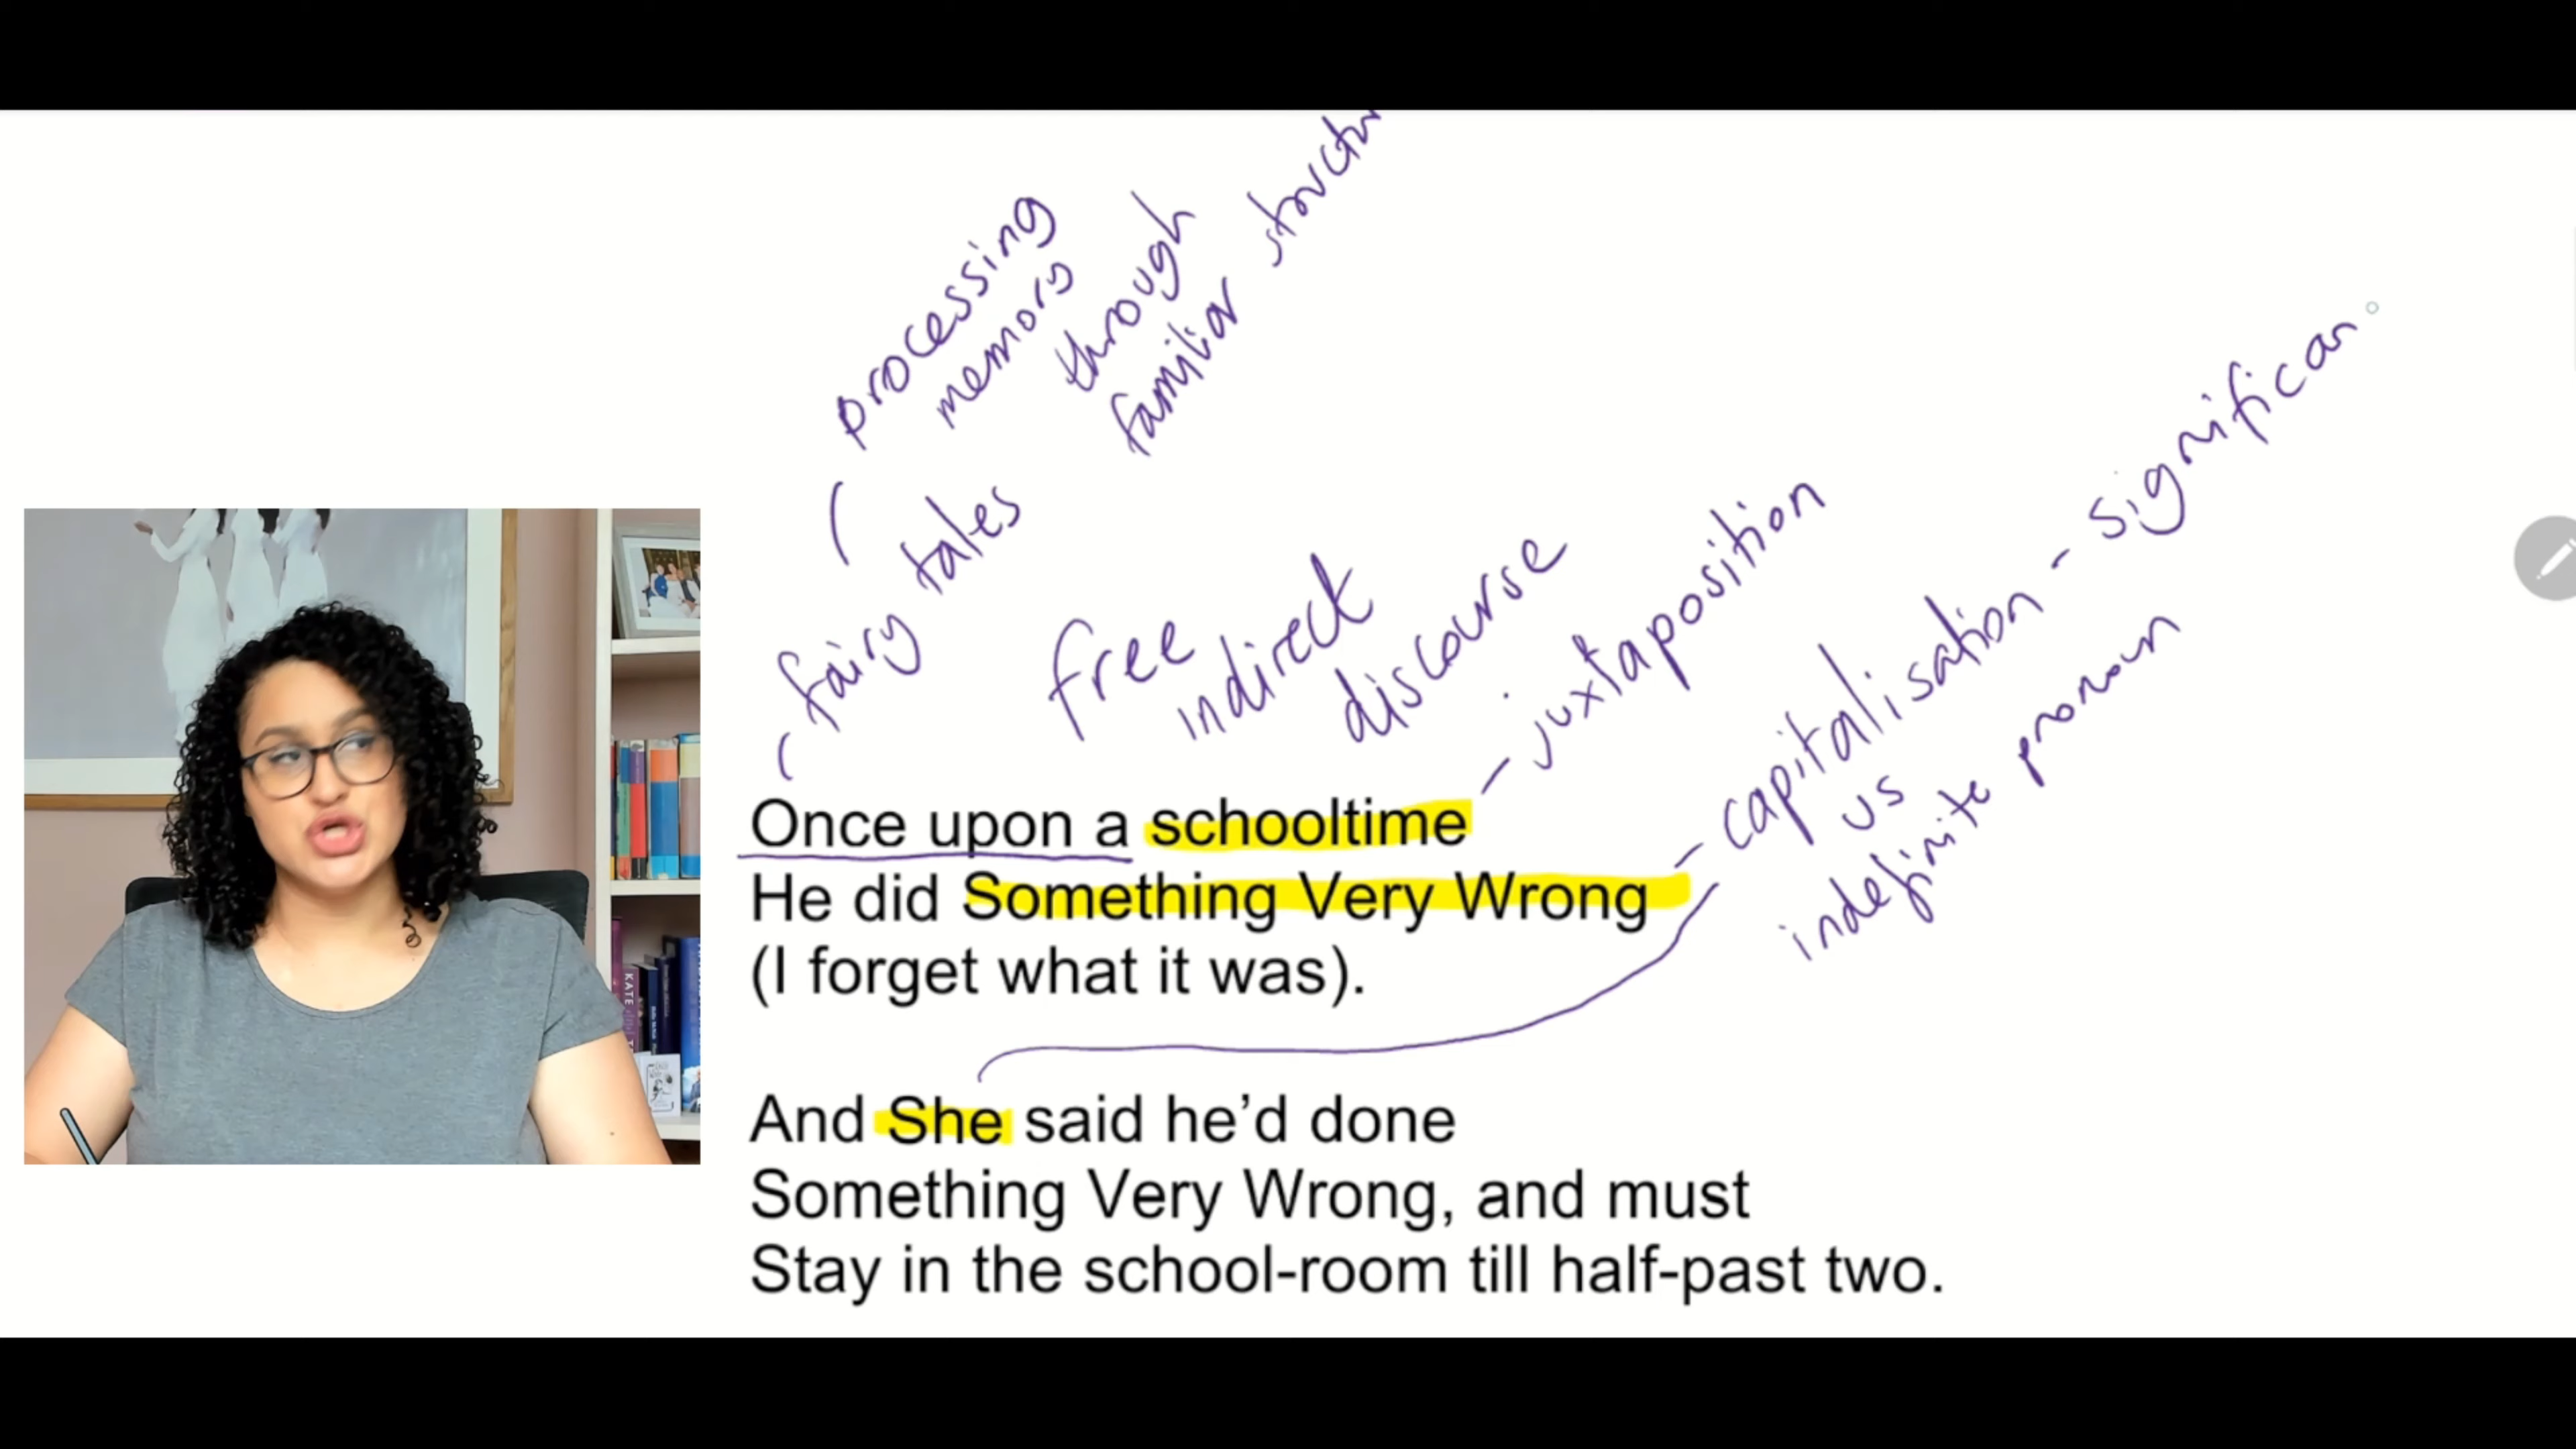 processing
memory
through
familiar structu
fairy tales
free
indirect
discourse
- juxtaposition
- capitalisation - significan
vs
indefinite pronoun
Once upon a schooltime
He did Something Very Wrong
(I forget what it was).
And She said he’d done
Something Very Wrong, and must
Stay in the school-room till half-past two.
KATE